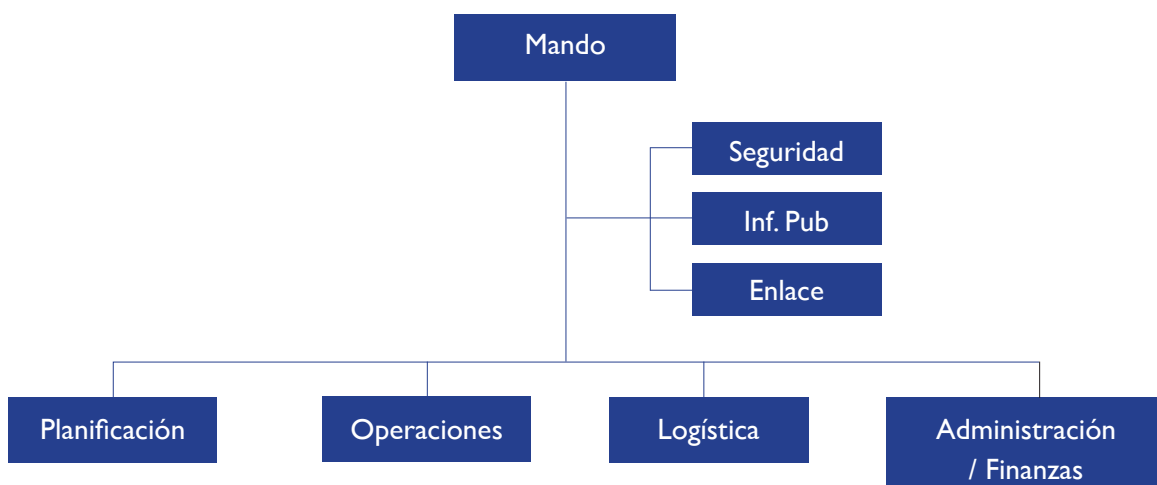 Mando
Seguridad
Inf. Pub
Enlace
Planificación
Operaciones
Logística
Administración
/ Finanzas